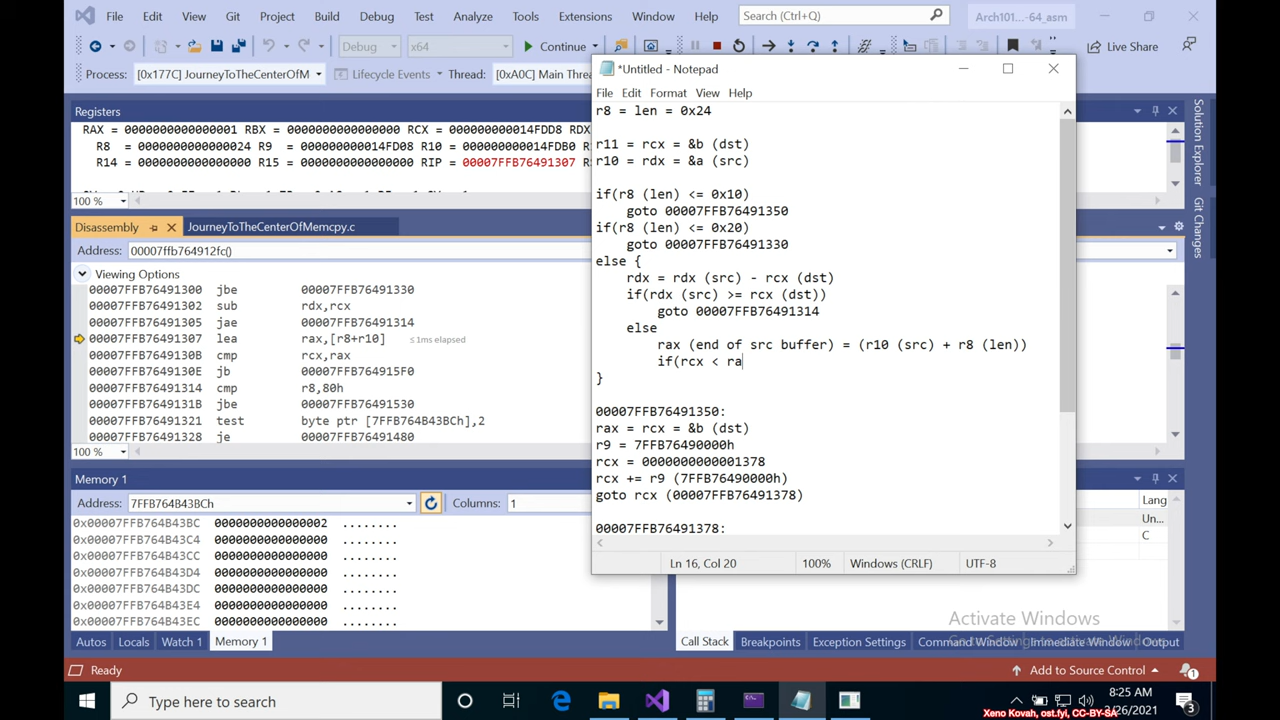 File Edit View Git Project Build Debug Test Analyze Tools Extensions Window Help Search (Ctrl+Q) Arch101...-64_asm
Debug x64 Continue Live Share
Process: [0x177C] JourneyToTheCenterOfM Lifecycle Events Thread: [0xA0C] Main Thre
Registers
RAX = 0000000000000001 RBX = 0000000000000000 RCX = 000000000014FDD8 RDX
R8 = 0000000000000024 R9 = 000000000014FD08 R10 = 000000000014FDB0 R1
R14 = 0000000000000000 R15 = 0000000000000000 RIP = 00007FFB76491307 RS
100 %
Disassembly JourneyToTheCenterOfMemcpy.c
Address: 00007ffb764912fc()
Viewing Options
00007FFB76491300 jbe 00007FFB76491330
00007FFB76491302 sub rdx,rcx
00007FFB76491305 jae 00007FFB76491314
00007FFB76491307 lea rax,[r8+r10] ≤ 1ms elapsed
00007FFB7649130B cmp rcx,rax
00007FFB7649130E jb 00007FFB764915F0
00007FFB76491314 cmp r8,80h
00007FFB7649131B jbe 00007FFB76491530
00007FFB76491321 test byte ptr [7FFB764B43BCh],2
00007FFB76491328 je 00007FFB76491480
100 %
Memory 1
Address: 7FFB764B43BCh Columns: 1
0x00007FFB764B43BC 0000000000000002 ........
0x00007FFB764B43C4 0000000000000000 ........
0x00007FFB764B43CC 0000000000000000 ........
0x00007FFB764B43D4 0000000000000000 ........
0x00007FFB764B43DC 0000000000000000 ........
0x00007FFB764B43E4 0000000000000000 ........
0x00007FFB764B43EC 0000000000000000 ........
Autos Locals Watch 1 Memory 1
*Untitled - Notepad
File Edit Format View Help
r8 = len = 0x24
r11 = rcx = &b (dst)
r10 = rdx = &a (src)
if(r8 (len) <= 0x10)
goto 00007FFB76491350
if(r8 (len) <= 0x20)
goto 00007FFB76491330
else {
rdx = rdx (src) - rcx (dst)
if(rdx (src) >= rcx (dst))
goto 00007FFB76491314
else
rax (end of src buffer) = (r10 (src) + r8 (len))
if(rcx < ra
}
00007FFB76491350:
rax = rcx = &b (dst)
r9 = 7FFB76490000h
rcx = 0000000000001378
rcx += r9 (7FFB76490000h)
goto rcx (00007FFB76491378)
00007FFB76491378:
Ln 16, Col 20 100% Windows (CRLF) UTF-8
Solution Explorer
Git Changes
Lang
Un...
C
Activate Windows
Call Stack Breakpoints Exception Settings Command Window Immediate Window Output
Ready Add to Source Control 1
Type here to search
8:25 AM
3/26/2021
3
Xeno Kovah, ost.fyi, CC-BY-SA